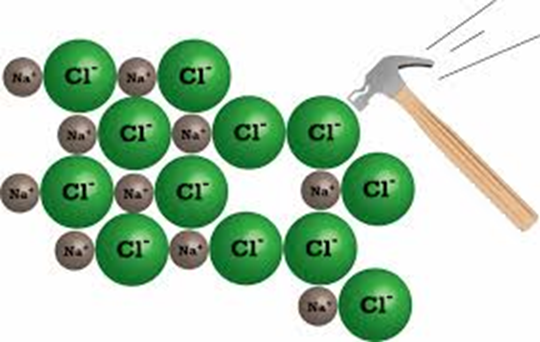 Na⁺ Cl⁻ Na⁺ Cl⁻
Na⁺ Cl⁻ Na⁺ Cl⁻ Cl⁻
Na⁺ Cl⁻ Na⁺ Cl⁻ Na⁺ Cl⁻
Na⁺ Cl⁻ Na⁺ Cl⁻ Cl⁻
Na⁺ Cl⁻